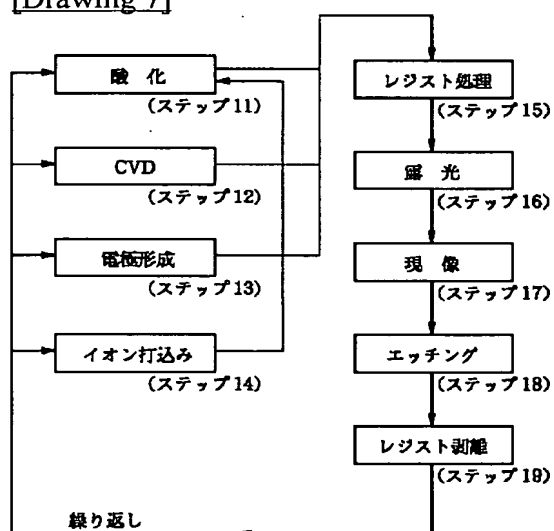 [Drawing 7]
酸 化
(ステップ11)
CVD
(ステップ12)
電極形成
(ステップ13)
イオン打込み
(ステップ14)
レジスト処理
(ステップ15)
露 光
(ステップ16)
現 像
(ステップ17)
エッチング
(ステップ18)
レジスト剥離
(ステップ19)
繰り返し